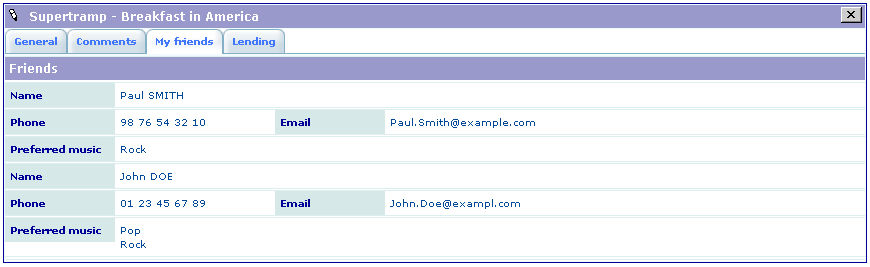 Supertramp - Breakfast in America
General Comments My friends Lending
Friends
Name Paul SMITH
Phone 98 76 54 32 10 Email Paul.Smith@example.com
Preferred music Rock
Name John DOE
Phone 01 23 45 67 89 Email John.Doe@exampl.com
Preferred music Pop
Rock